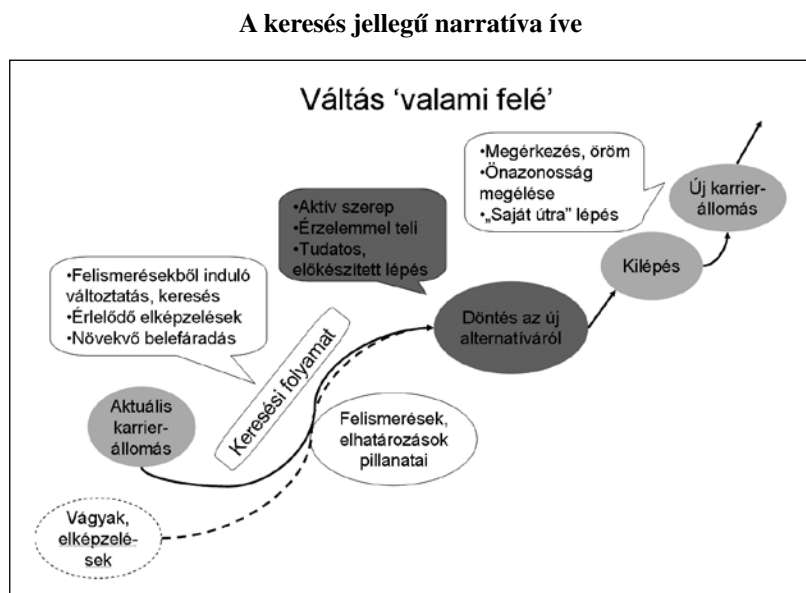 A keresés jellegű narratíva íve
Váltás ‘valami felé’
•Megérkezés, öröm
•Önazonosság
megélése
•„Saját útra” lépés
Új karrier-
állomás
•Aktív szerep
•Érzelemmel teli
•Tudatos,
előkészített lépés
Kilépés
•Felismerésekből induló
változtatás, keresés
•Érlelődő elképzelések
•Növekvő belefáradás
Döntés az új
alternatíváról
Keresési folyamat
Aktuális
karrier-
állomás
Felismerések,
elhatározások
pillanatai
Vágyak,
elképzelé-
sek